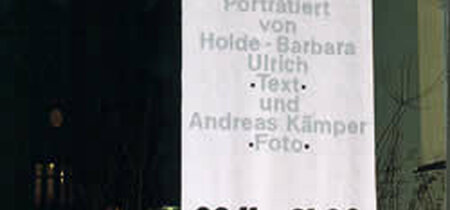 Porträtiert
von
Holde-Barbara
Ulrich
•Text•
und
Andreas Kämper
•Foto•